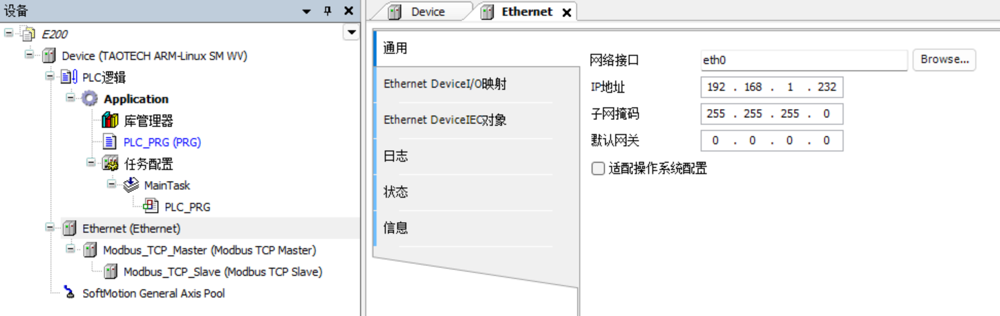 设备
E200
Device (TAOTECH ARM-Linux SM WV)
PLC逻辑
Application
库管理器
PLC_PRG (PRG)
任务配置
MainTask
PLC_PRG
Ethernet (Ethernet)
Modbus_TCP_Master (Modbus TCP Master)
Modbus_TCP_Slave (Modbus TCP Slave)
SoftMotion General Axis Pool
Device
Ethernet
通用
Ethernet DeviceI/O映射
Ethernet DeviceIEC对象
日志
状态
信息
网络接口 eth0 Browse...
IP地址 192 . 168 . 1 . 232
子网掩码 255 . 255 . 255 . 0
默认网关 0 . 0 . 0 . 0
适配操作系统配置